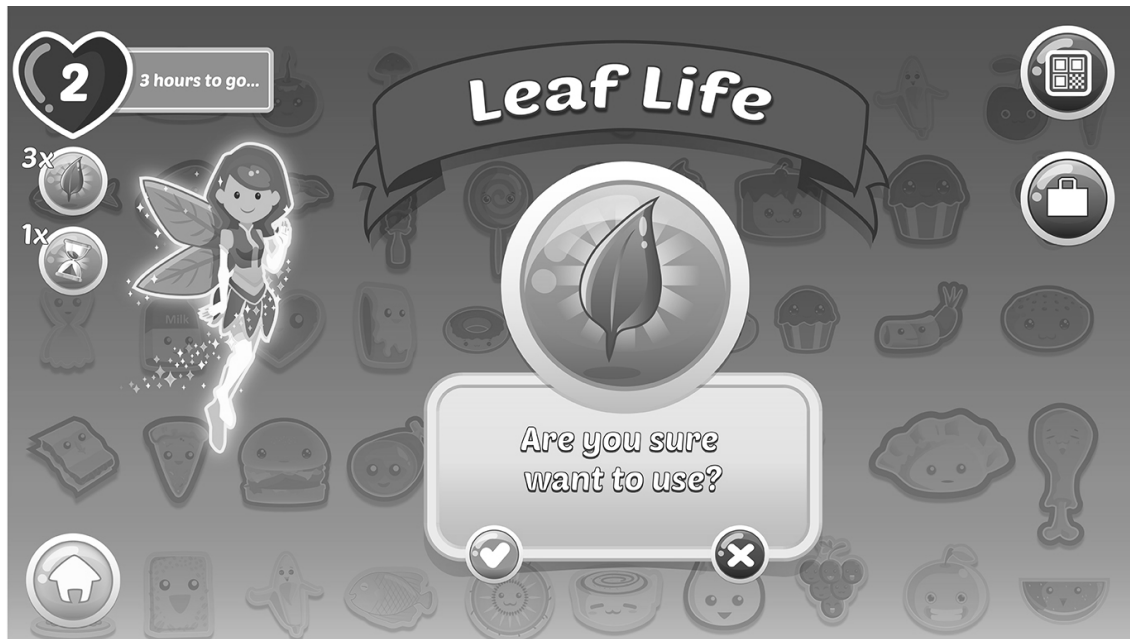 2
3 hours to go...
Leaf Life
3x
1x
Milk
Are you sure
want to use?